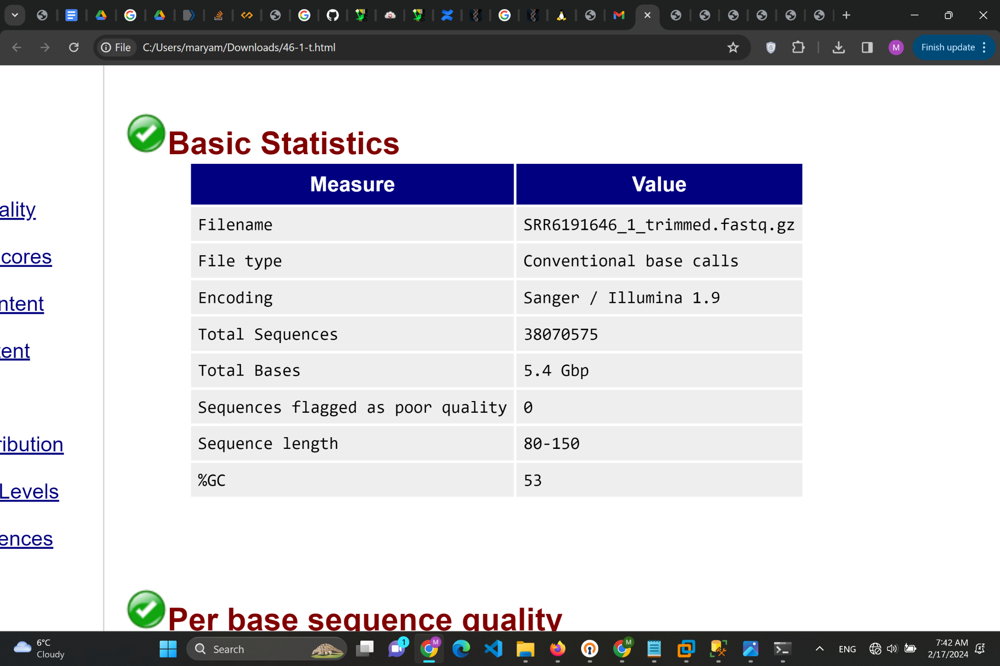 File C:/Users/maryam/Downloads/46-1-t.html
M
Finish update
Basic Statistics
Measure Value
Filename SRR6191646_1_trimmed.fastq.gz
File type Conventional base calls
Encoding Sanger / Illumina 1.9
Total Sequences 38070575
Total Bases 5.4 Gbp
Sequences flagged as poor quality 0
Sequence length 80-150
%GC 53
ality
cores
ntent
tent
ribution
Levels
ences
Per base sequence quality
6°C
Cloudy
Search
1
M
M
ENG
7:42 AM
2/17/2024